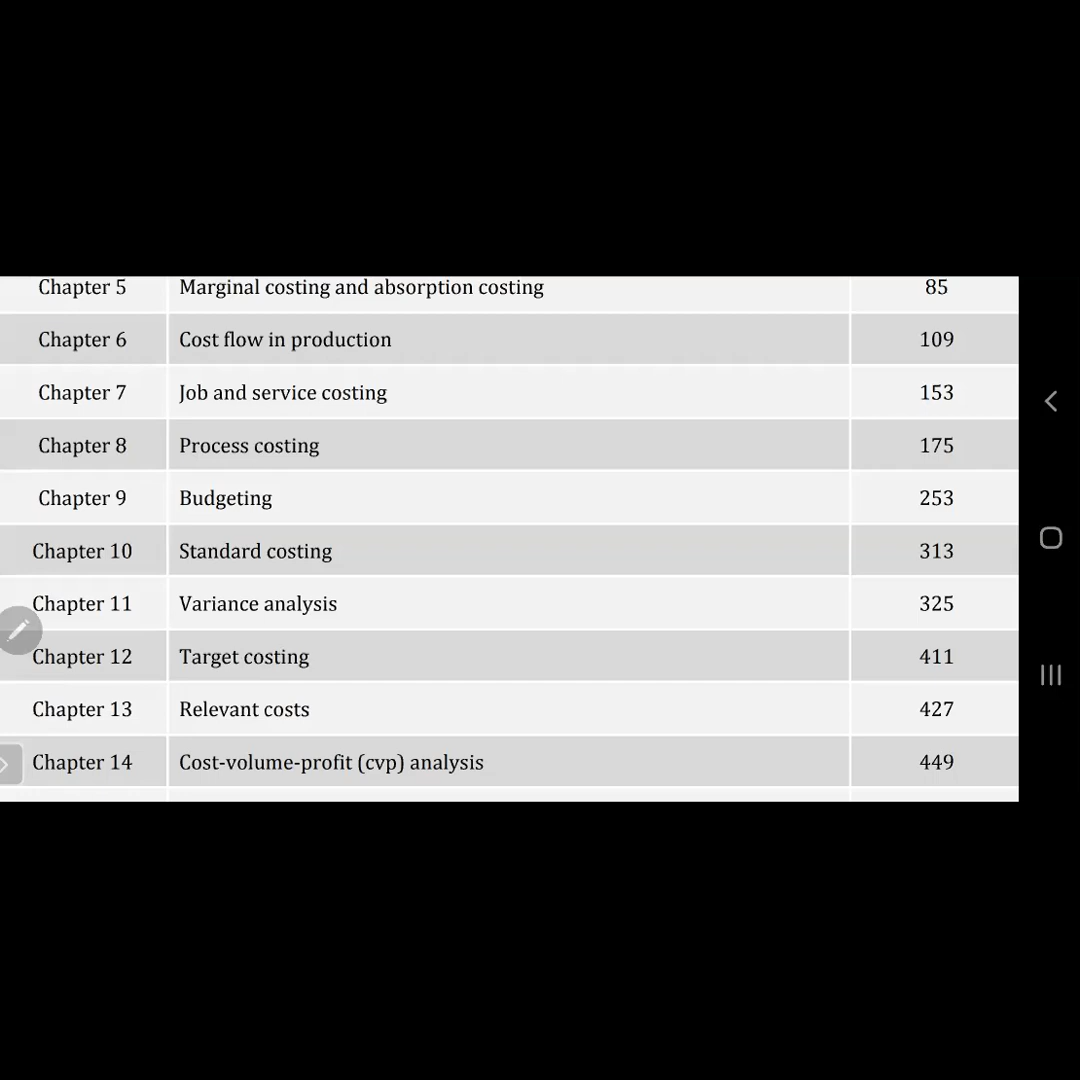 Chapter 5 Marginal costing and absorption costing 85
Chapter 6 Cost flow in production 109
Chapter 7 Job and service costing 153
Chapter 8 Process costing 175
Chapter 9 Budgeting 253
Chapter 10 Standard costing 313
Chapter 11 Variance analysis 325
Chapter 12 Target costing 411
Chapter 13 Relevant costs 427
Chapter 14 Cost-volume-profit (cvp) analysis 449